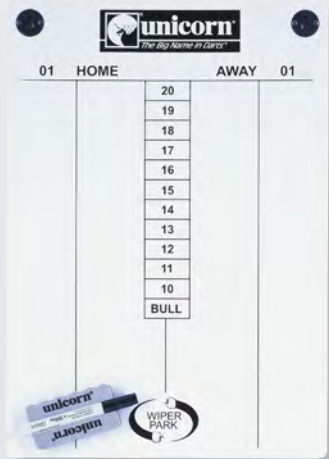 unicorn®
The Big Name in Darts®
01 HOME AWAY 01
20
19
18
17
16
15
14
13
12
11
10
BULL
unicorn®
unicorn®
WIPER
PARK